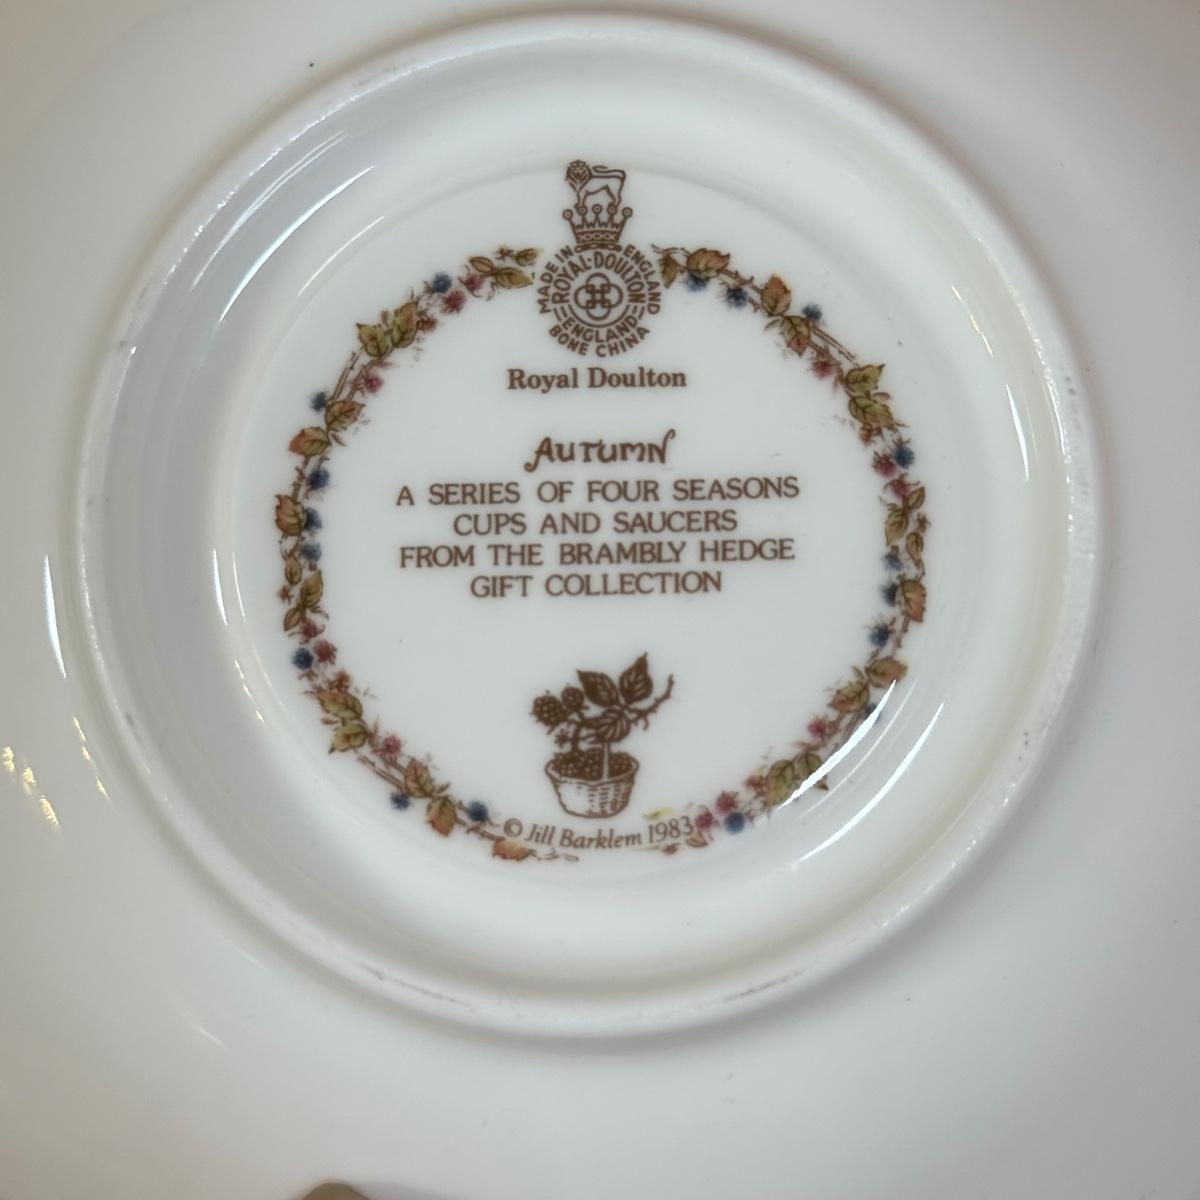 MADE IN ENGLAND
ROYAL·DOULTON
ENGLAND
BONE CHINA
Royal Doulton
AUTUMN
A SERIES OF FOUR SEASONS
CUPS AND SAUCERS
FROM THE BRAMBLY HEDGE
GIFT COLLECTION
© Jill Barklem 1983